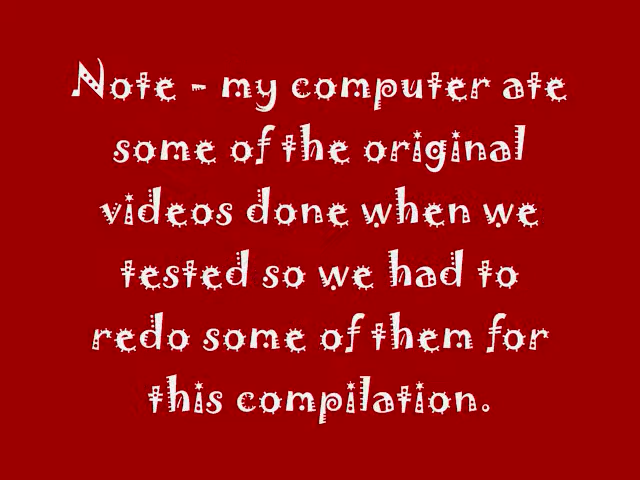 Note - my computer ate
some of the original
videos done when we
tested so we had to
redo some of them for
this compilation.